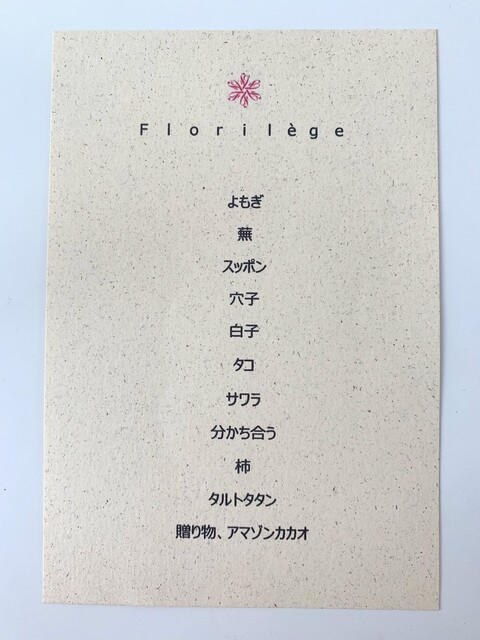 Florilège
よもぎ
蕪
スッポン
穴子
白子
タコ
サワラ
分かち合う
柿
タルトタタン
贈り物、アマゾンカカオ